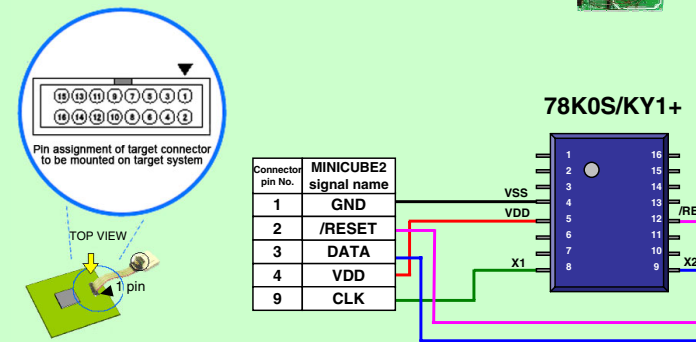 15 13 11 9 7 5 3 1
16 14 12 10 8 6 4 2
Pin assignment of target connector
to be mounted on target system
TOP VIEW
1 pin
Connector pin No. MINICUBE2 signal name
1 GND
2 /RESET
3 DATA
4 VDD
9 CLK
VSS
VDD
X1
78K0S/KY1+
1 16
2 15
3 14
4 13
5 12
6 11
7 10
8 9
/RE
X2